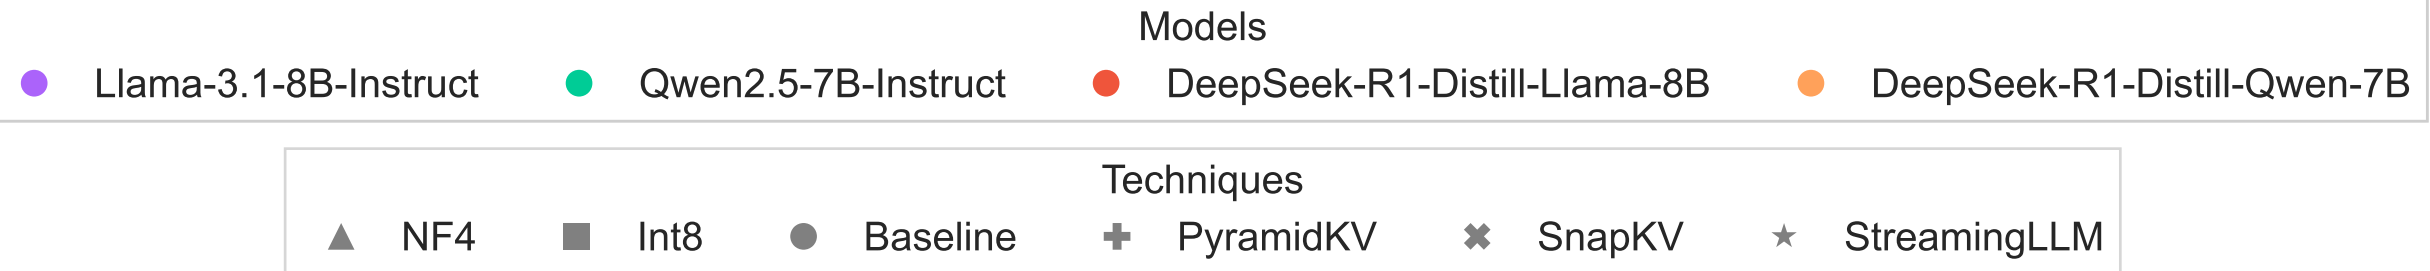 Models
Llama-3.1-8B-Instruct Qwen2.5-7B-Instruct DeepSeek-R1-Distill-Llama-8B DeepSeek-R1-Distill-Qwen-7B
Techniques
NF4 Int8 Baseline PyramidKV SnapKV StreamingLLM